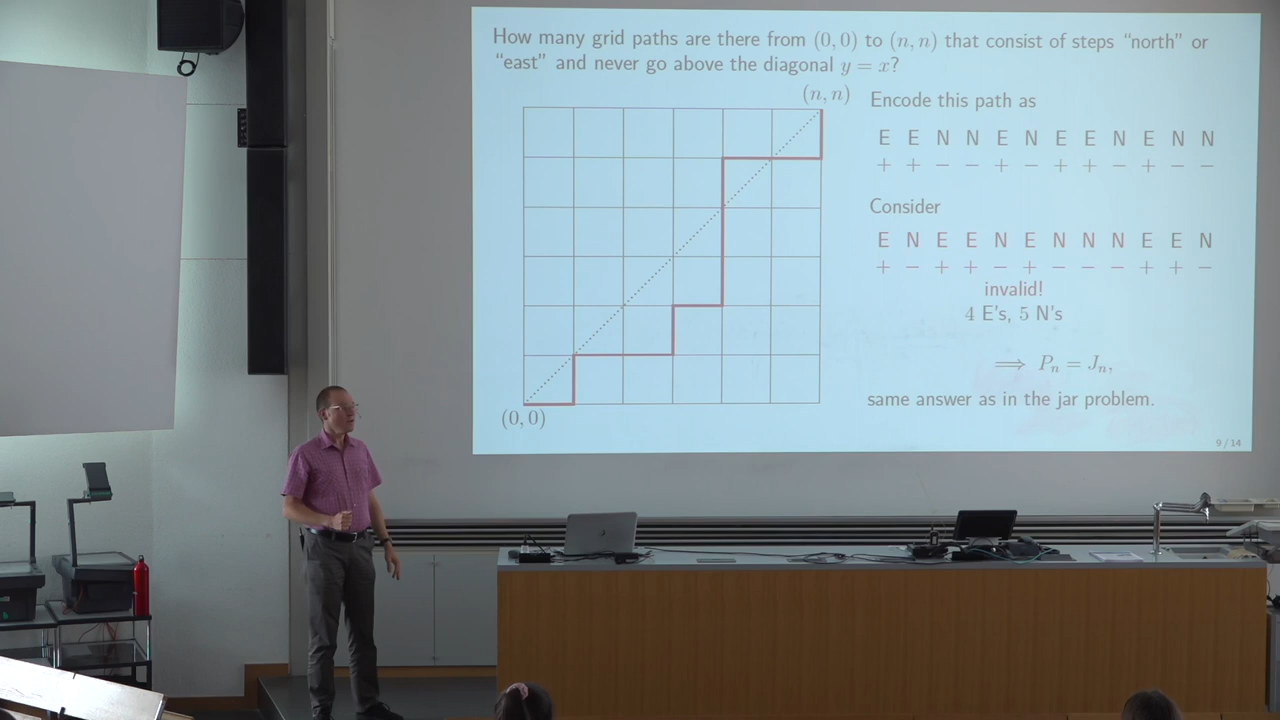 How many grid paths are there from (0, 0) to (n, n) that consist of steps “north” or
“east” and never go above the diagonal y = x?
(n, n)
(0, 0)
Encode this path as
E E N N E N E E N E N N
+ + − − + − + + − + − −
Consider
E N E E N E N N N E E N
+ − + + − + − − − + + −
invalid!
4 E's, 5 N's
⟹ Pn = Jn,
same answer as in the jar problem.
9 / 14